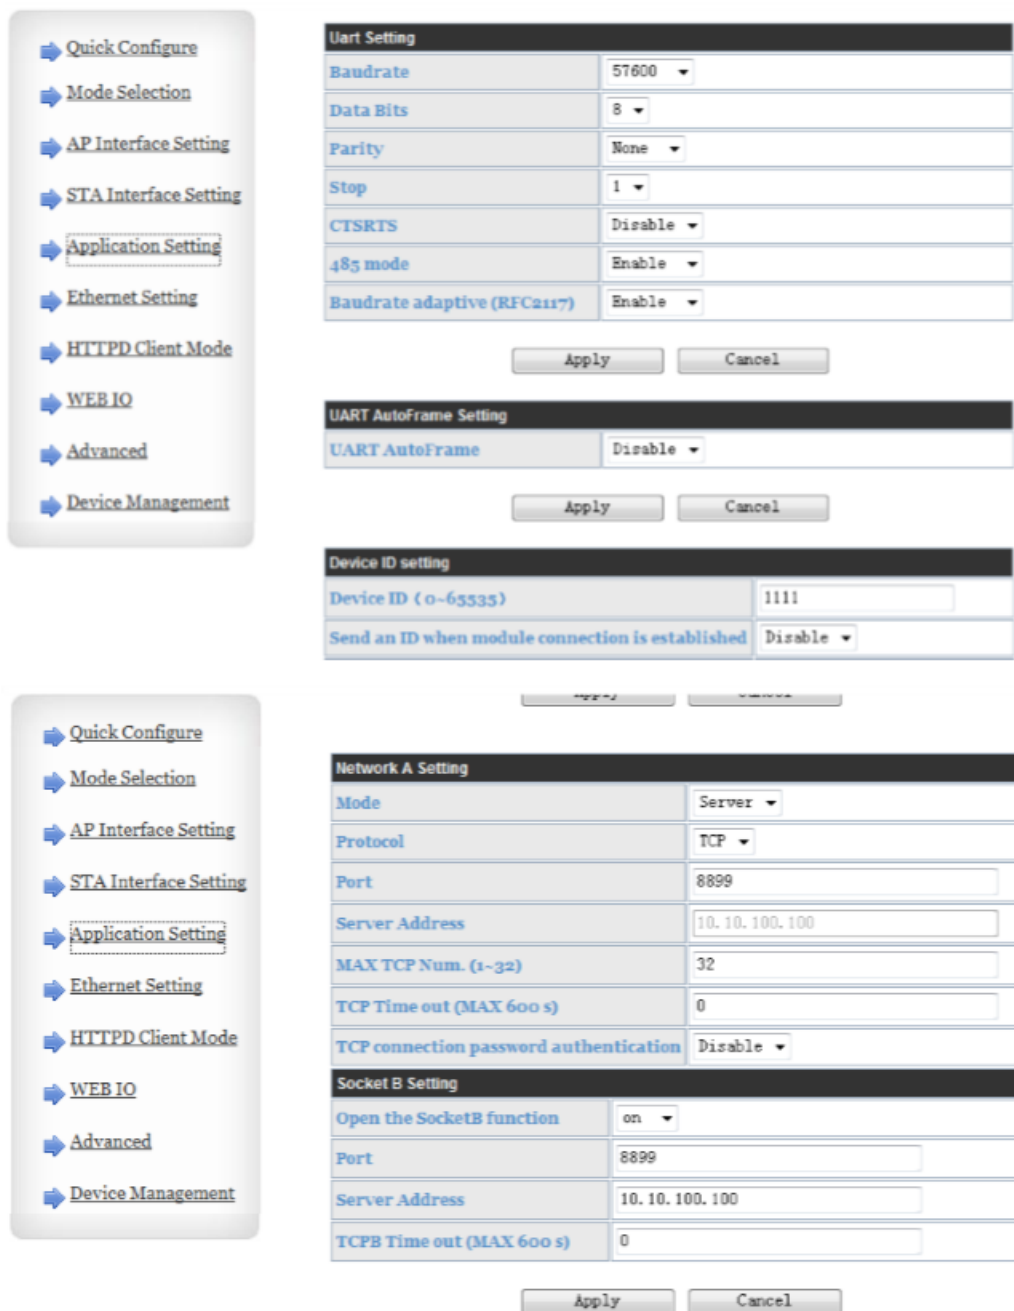 Quick Configure
Mode Selection
AP Interface Setting
STA Interface Setting
Application Setting
Ethernet Setting
HTTPD Client Mode
WEB IO
Advanced
Device Management
Uart Setting
Baudrate 57600
Data Bits 8
Parity None
Stop 1
CTSRTS Disable
485 mode Enable
Baudrate adaptive (RFC2117) Enable
Apply Cancel
UART AutoFrame Setting
UART AutoFrame Disable
Apply Cancel
Device ID setting
Device ID ( 0~65535) 1111
Send an ID when module connection is established Disable
Apply Cancel
Quick Configure
Mode Selection
AP Interface Setting
STA Interface Setting
Application Setting
Ethernet Setting
HTTPD Client Mode
WEB IO
Advanced
Device Management
Network A Setting
Mode Server
Protocol TCP
Port 8899
Server Address 10.10.100.100
MAX TCP Num. (1~32) 32
TCP Time out (MAX 600 s) 0
TCP connection password authentication Disable
Socket B Setting
Open the SocketB function on
Port 8899
Server Address 10.10.100.100
TCPB Time out (MAX 600 s) 0
Apply Cancel